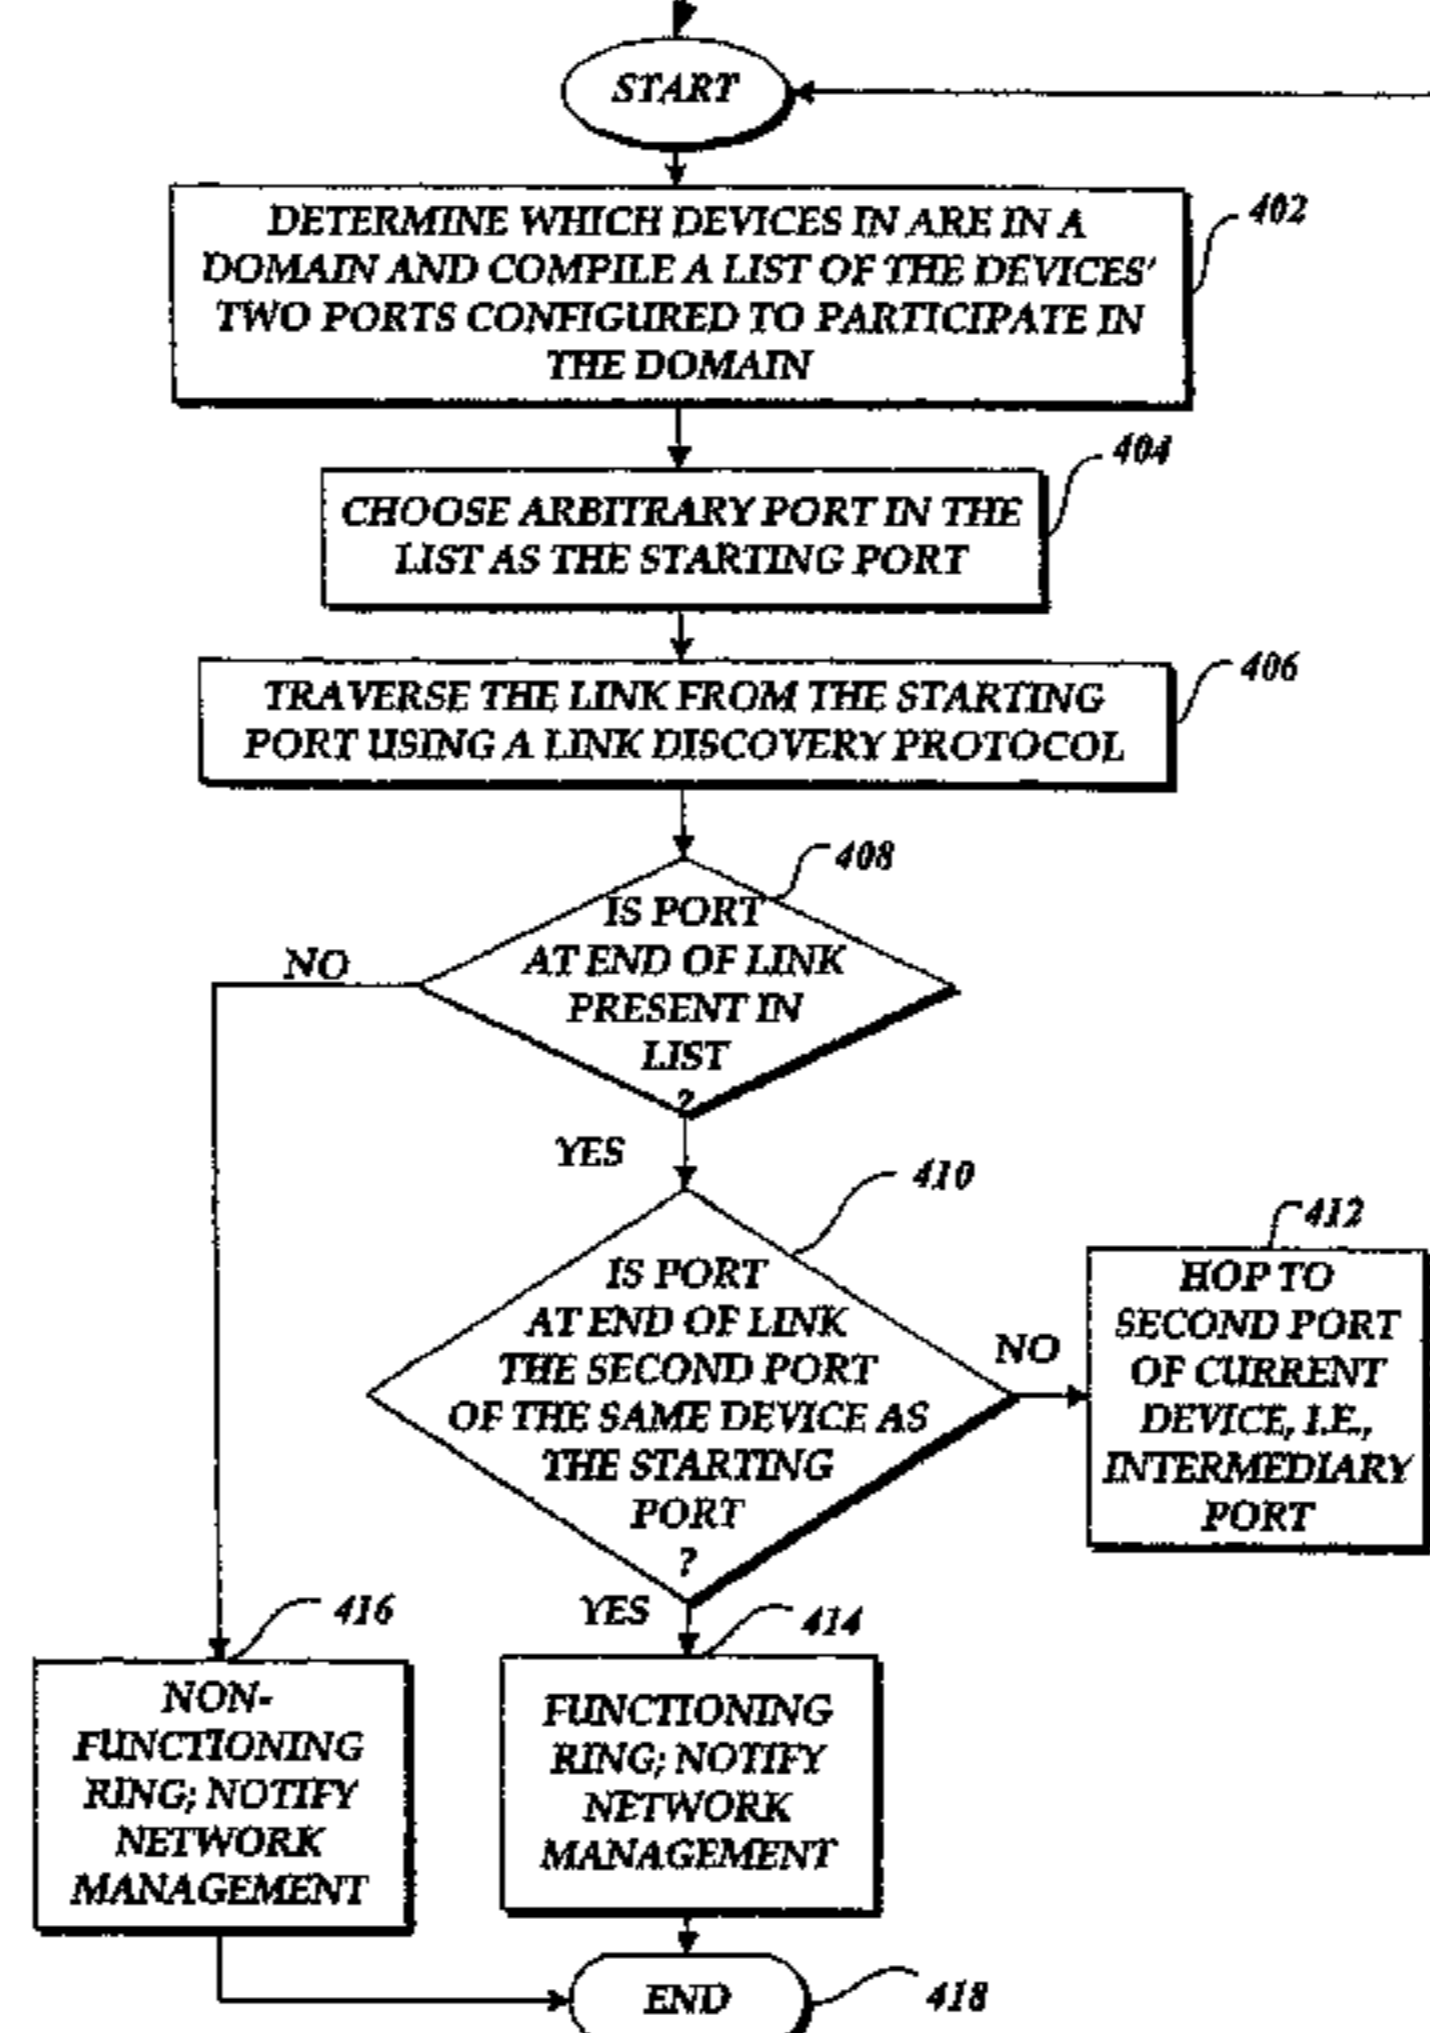 START
402
DETERMINE WHICH DEVICES IN ARE IN A
DOMAIN AND COMPILE A LIST OF THE DEVICES'
TWO PORTS CONFIGURED TO PARTICIPATE IN
THE DOMAIN
404
CHOOSE ARBITRARY PORT IN THE
LIST AS THE STARTING PORT
406
TRAVERSE THE LINK FROM THE STARTING
PORT USING A LINK DISCOVERY PROTOCOL
408
IS PORT
AT END OF LINK
PRESENT IN
LIST
?
NO
YES
410
IS PORT
AT END OF LINK
THE SECOND PORT
OF THE SAME DEVICE AS
THE STARTING
PORT
?
NO
412
HOP TO
SECOND PORT
OF CURRENT
DEVICE, I.E.,
INTERMEDIARY
PORT
YES
416
NON-
FUNCTIONING
RING; NOTIFY
NETWORK
MANAGEMENT
414
FUNCTIONING
RING; NOTIFY
NETWORK
MANAGEMENT
END
418